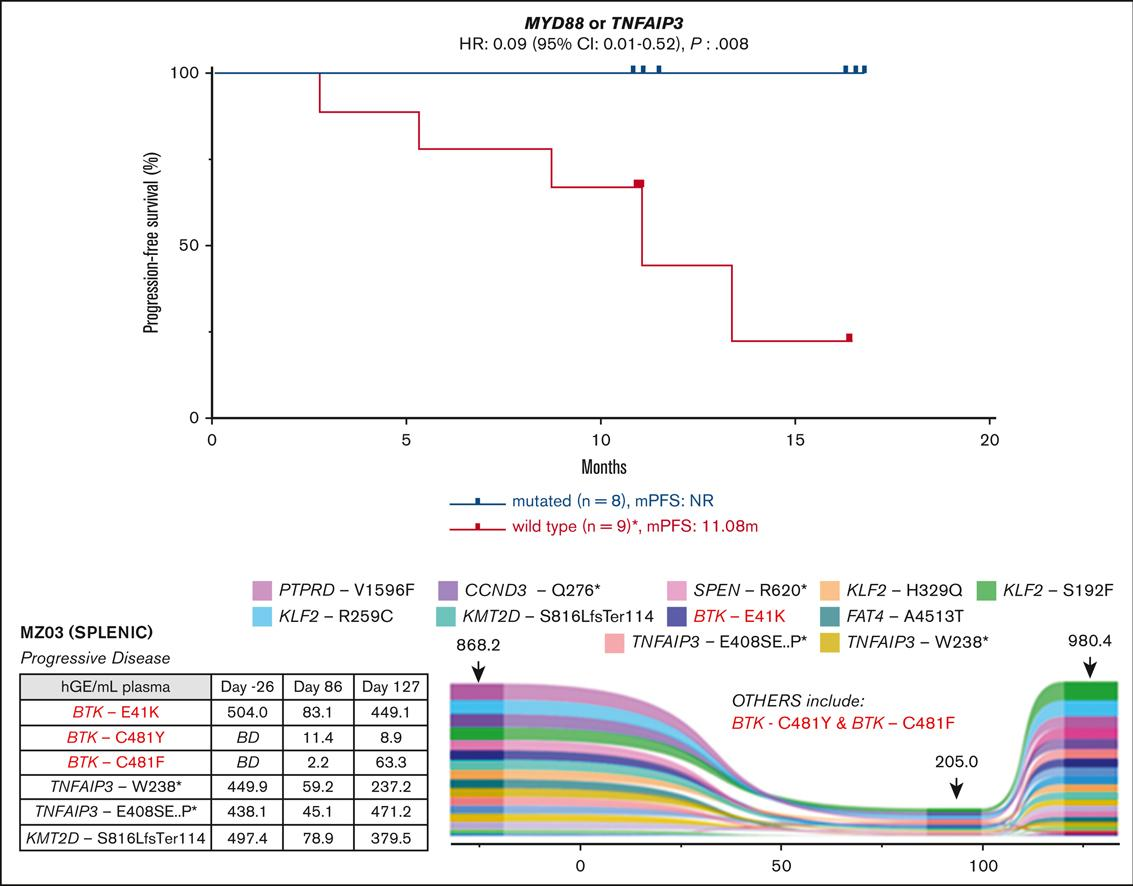 MYD88 or TNFAIP3
HR: 0.09 (95% CI: 0.01-0.52), P : .008
Progression-free survival (%)
100
50
0
0 5 10 15 20
Months
mutated (n = 8), mPFS: NR
wild type (n = 9)*, mPFS: 11.08m
PTPRD – V1596F CCND3 – Q276* SPEN – R620* KLF2 – H329Q KLF2 – S192F
KLF2 – R259C KMT2D – S816LfsTer114 BTK – E41K FAT4 – A4513T
TNFAIP3 – E408SE..P* TNFAIP3 – W238*
MZ03 (SPLENIC)
Progressive Disease
hGE/mL plasma Day -26 Day 86 Day 127
BTK – E41K 504.0 83.1 449.1
BTK – C481Y BD 11.4 8.9
BTK – C481F BD 2.2 63.3
TNFAIP3 – W238* 449.9 59.2 237.2
TNFAIP3 – E408SE..P* 438.1 45.1 471.2
KMT2D – S816LfsTer114 497.4 78.9 379.5
868.2
OTHERS include:
BTK - C481Y & BTK – C481F
205.0
980.4
0 50 100